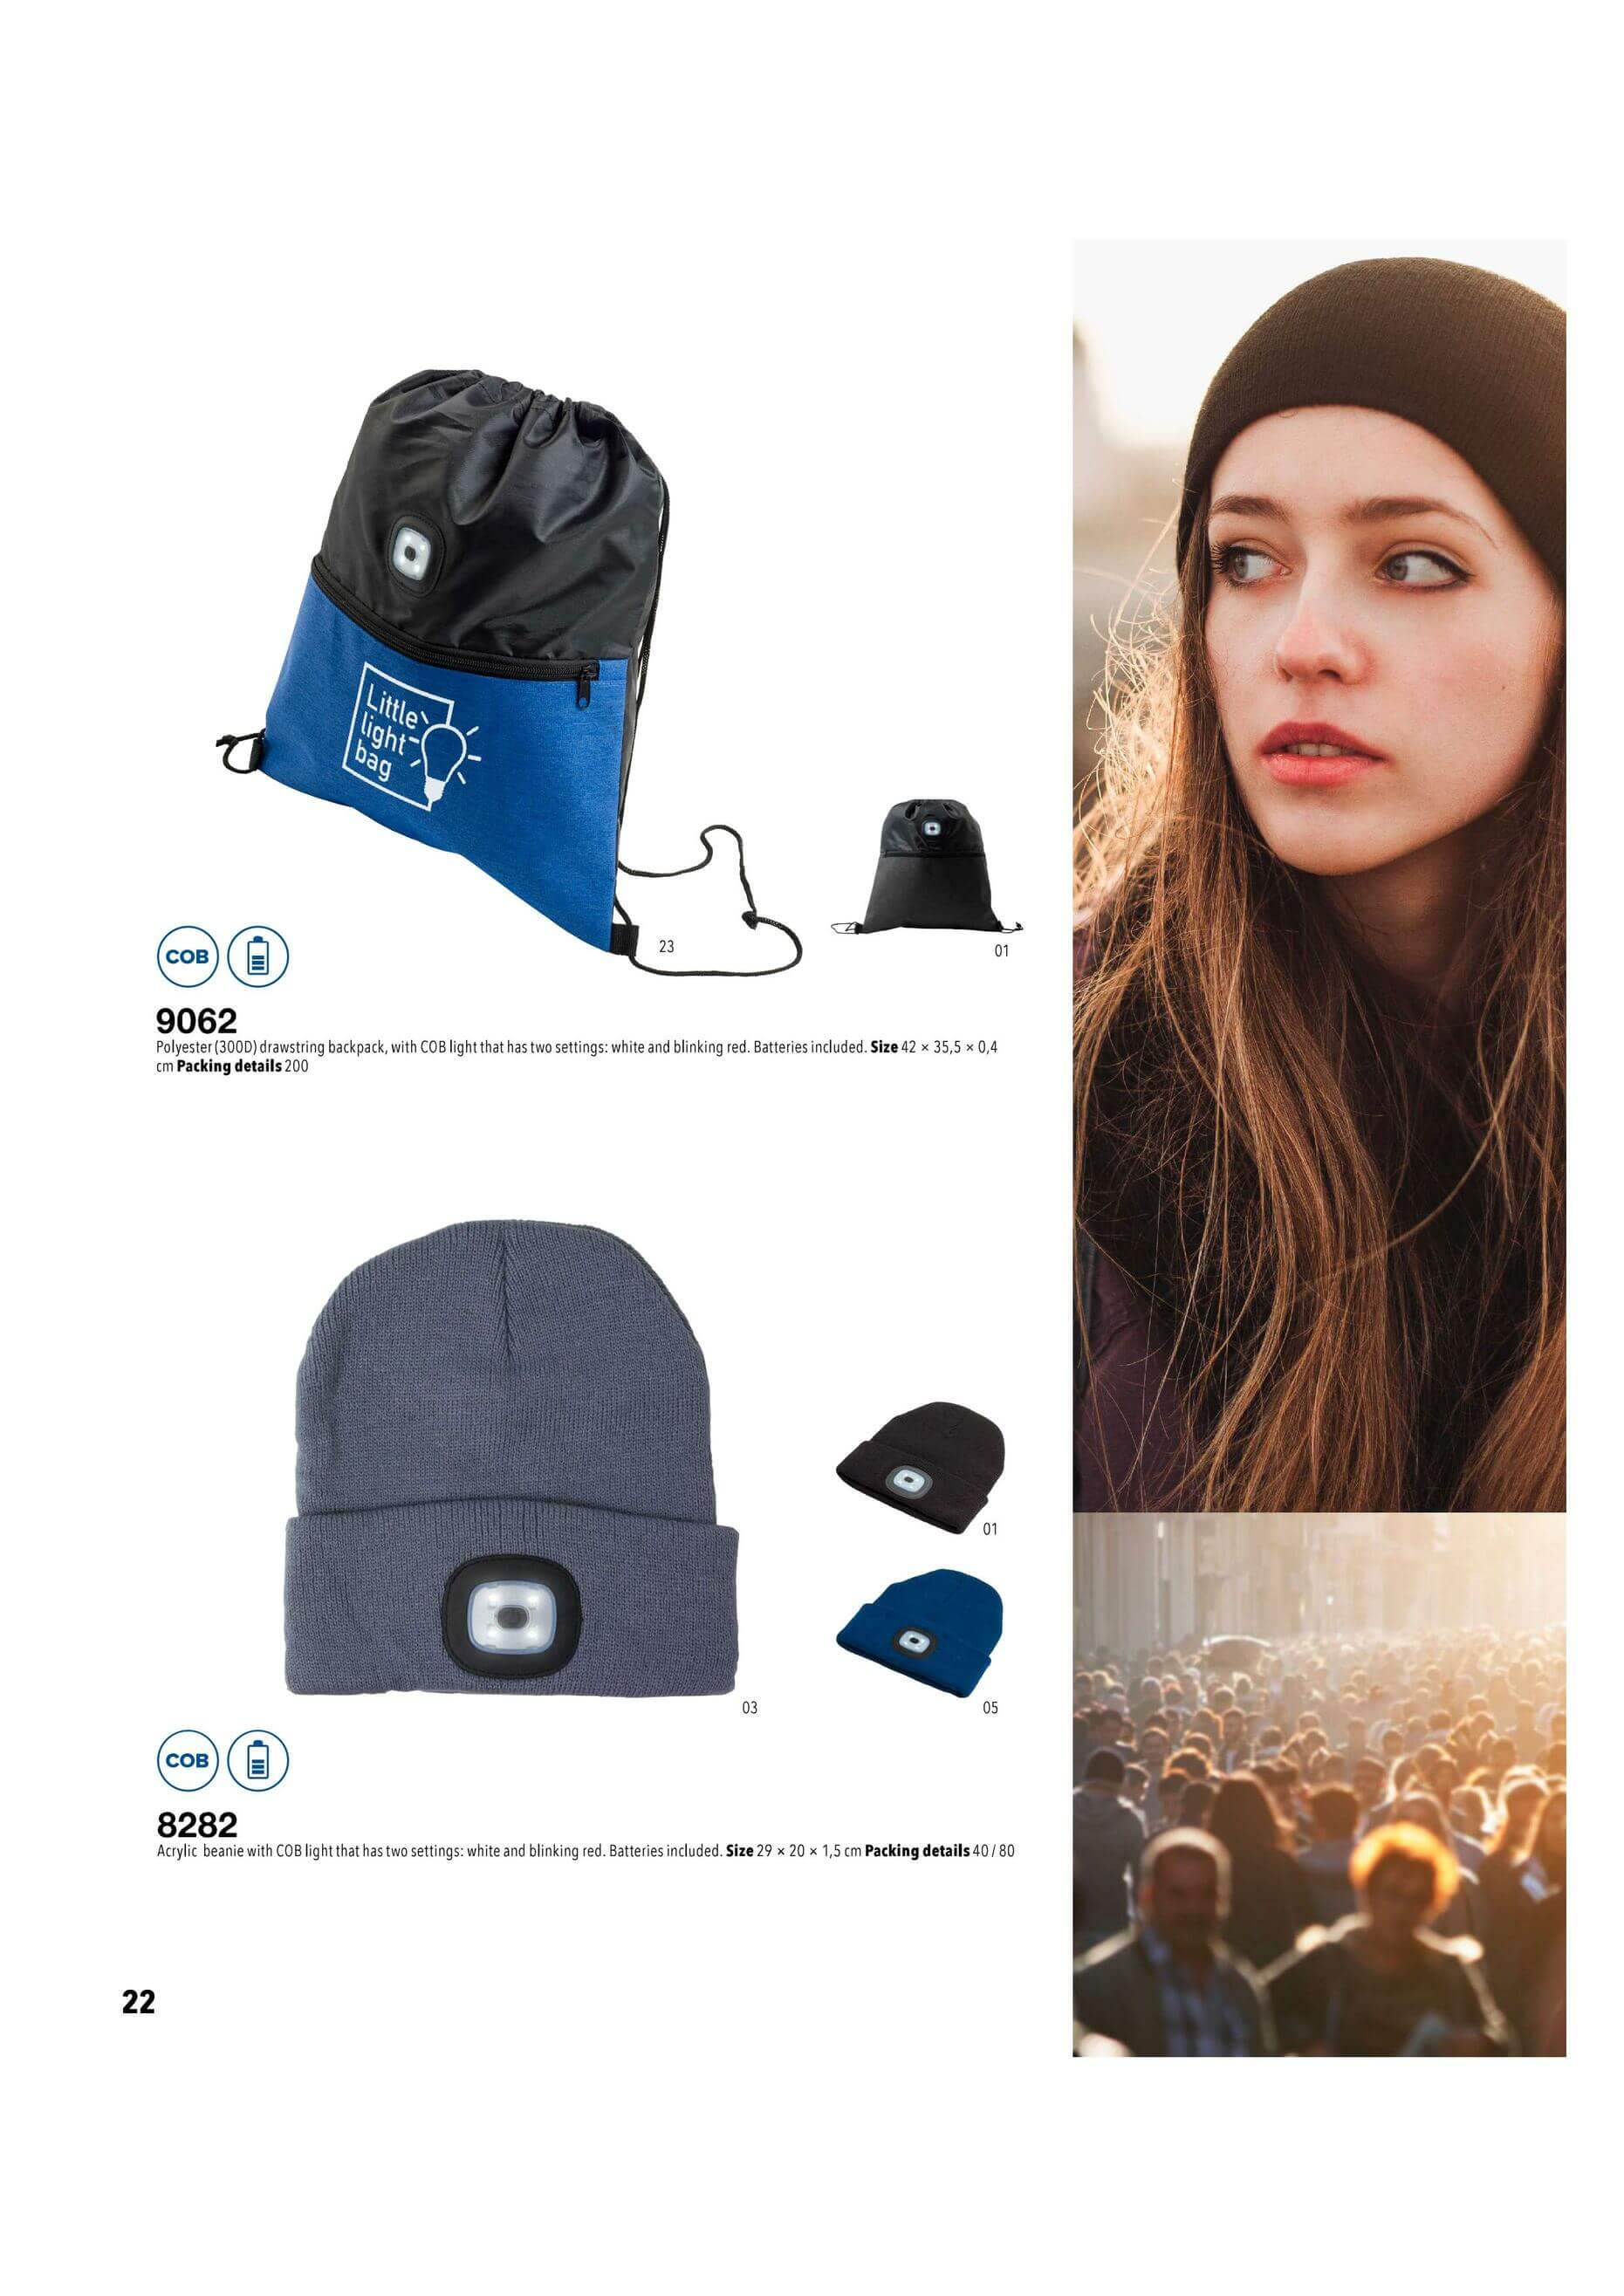 Little
light
bag
23
01
COB
9062
Polyester (300D) drawstring backpack, with COB light that has two settings: white and blinking red. Batteries included. Size 42 × 35,5 × 0,4
cm Packing details 200
01
03
05
COB
8282
Acrylic beanie with COB light that has two settings: white and blinking red. Batteries included. Size 29 × 20 × 1,5 cm Packing details 40 / 80
22